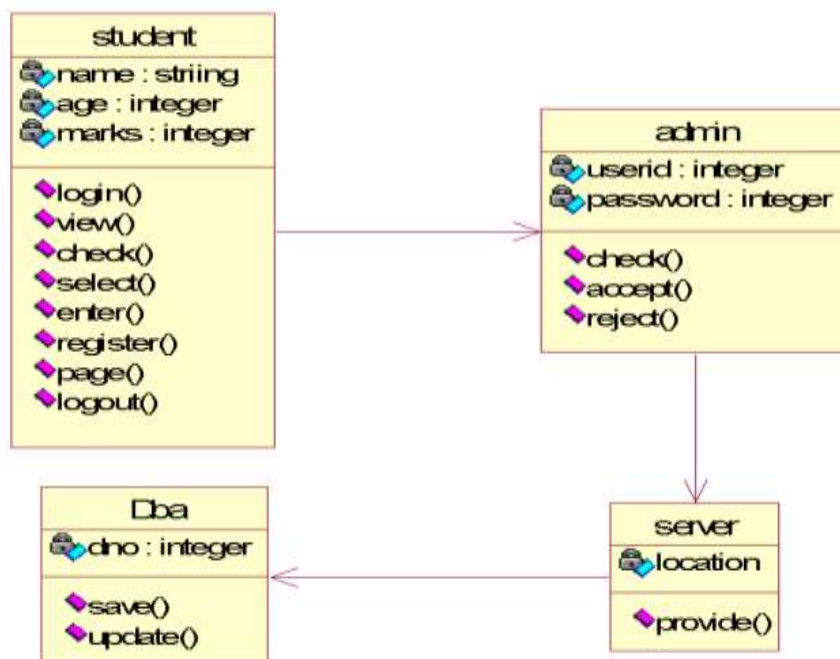 student
name : striing
age : integer
marks : integer
login()
view()
check()
select()
enter()
register()
page()
logout()
admin
userid : integer
password : integer
check()
accept()
reject()
Dba
dno : integer
save()
update()
server
location
provide()